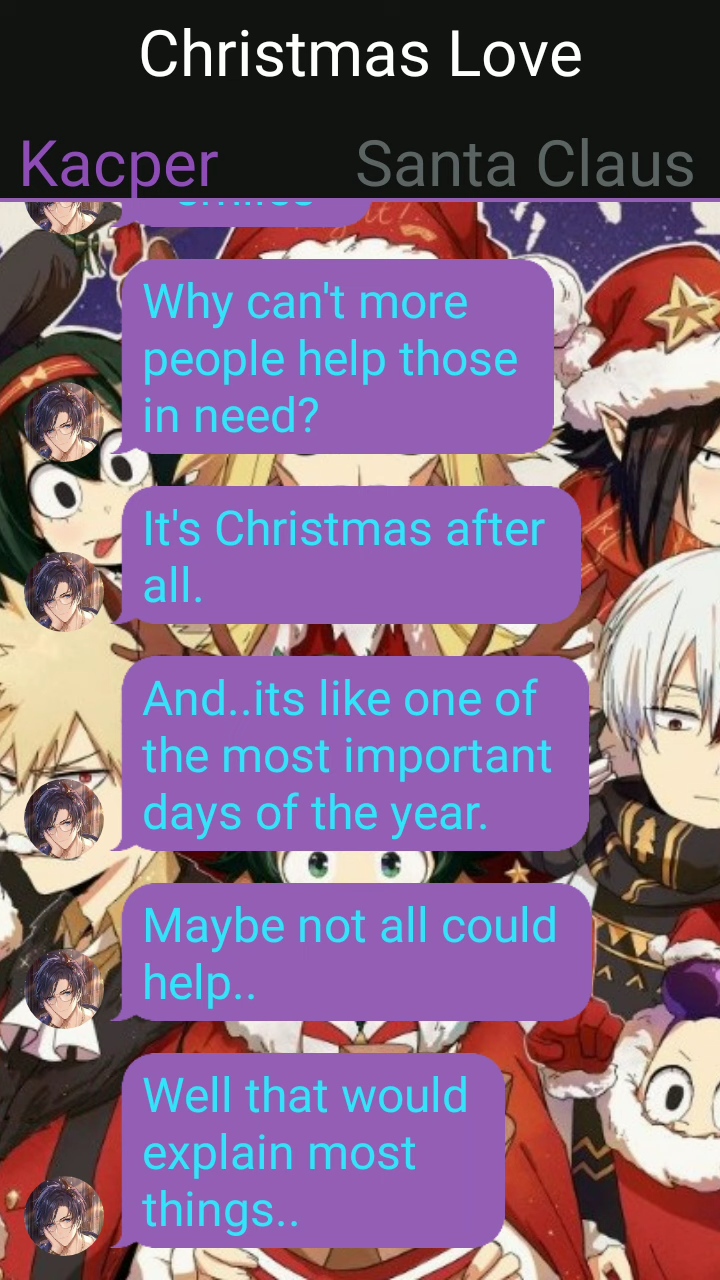 Christmas Love
Kacper Santa Claus
Why can't more
people help those
in need?
It's Christmas after
all.
And..its like one of
the most important
days of the year.
Maybe not all could
help..
Well that would
explain most
things..